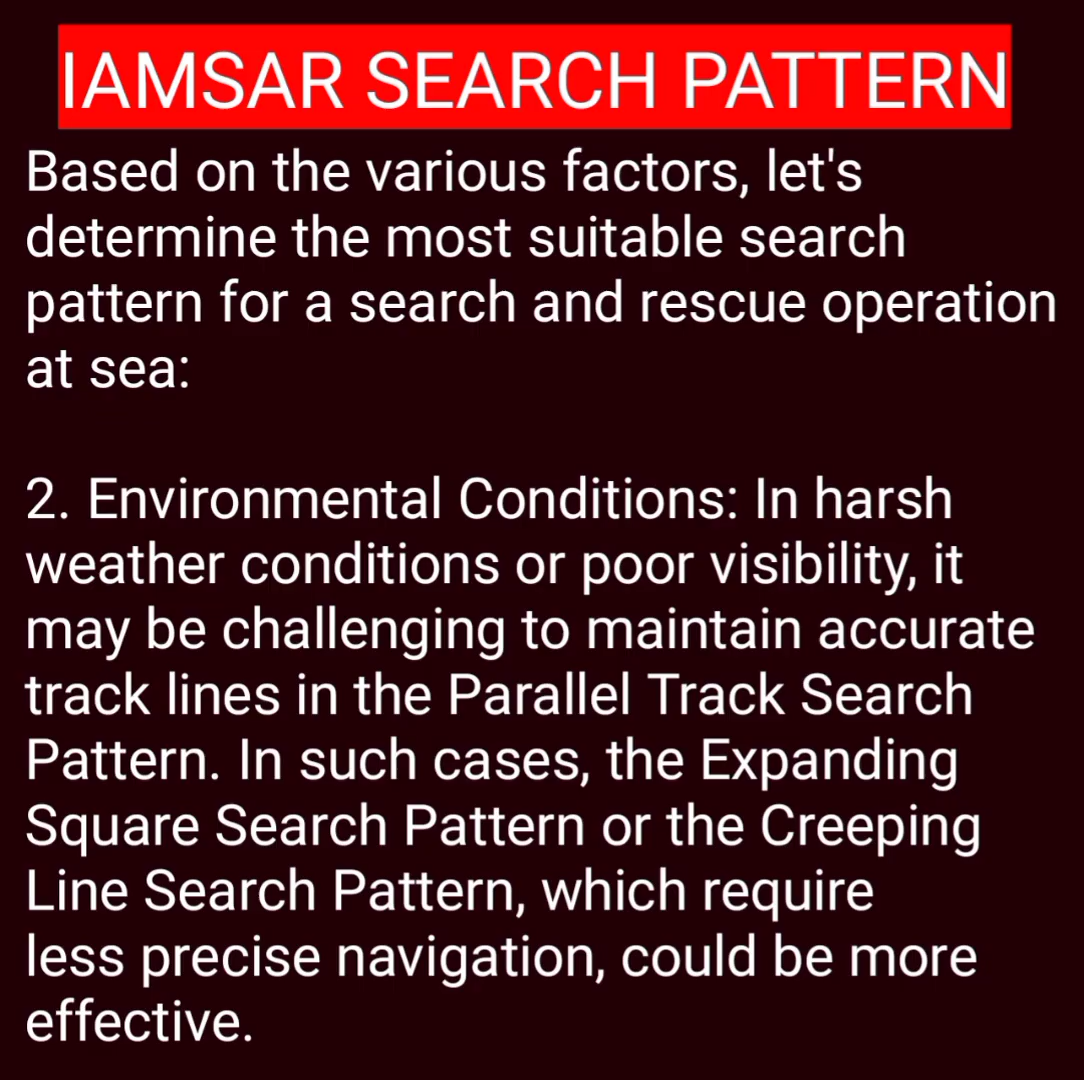 IAMSAR SEARCH PATTERN
Based on the various factors, let's
determine the most suitable search
pattern for a search and rescue operation
at sea:
2. Environmental Conditions: In harsh
weather conditions or poor visibility, it
may be challenging to maintain accurate
track lines in the Parallel Track Search
Pattern. In such cases, the Expanding
Square Search Pattern or the Creeping
Line Search Pattern, which require
less precise navigation, could be more
effective.